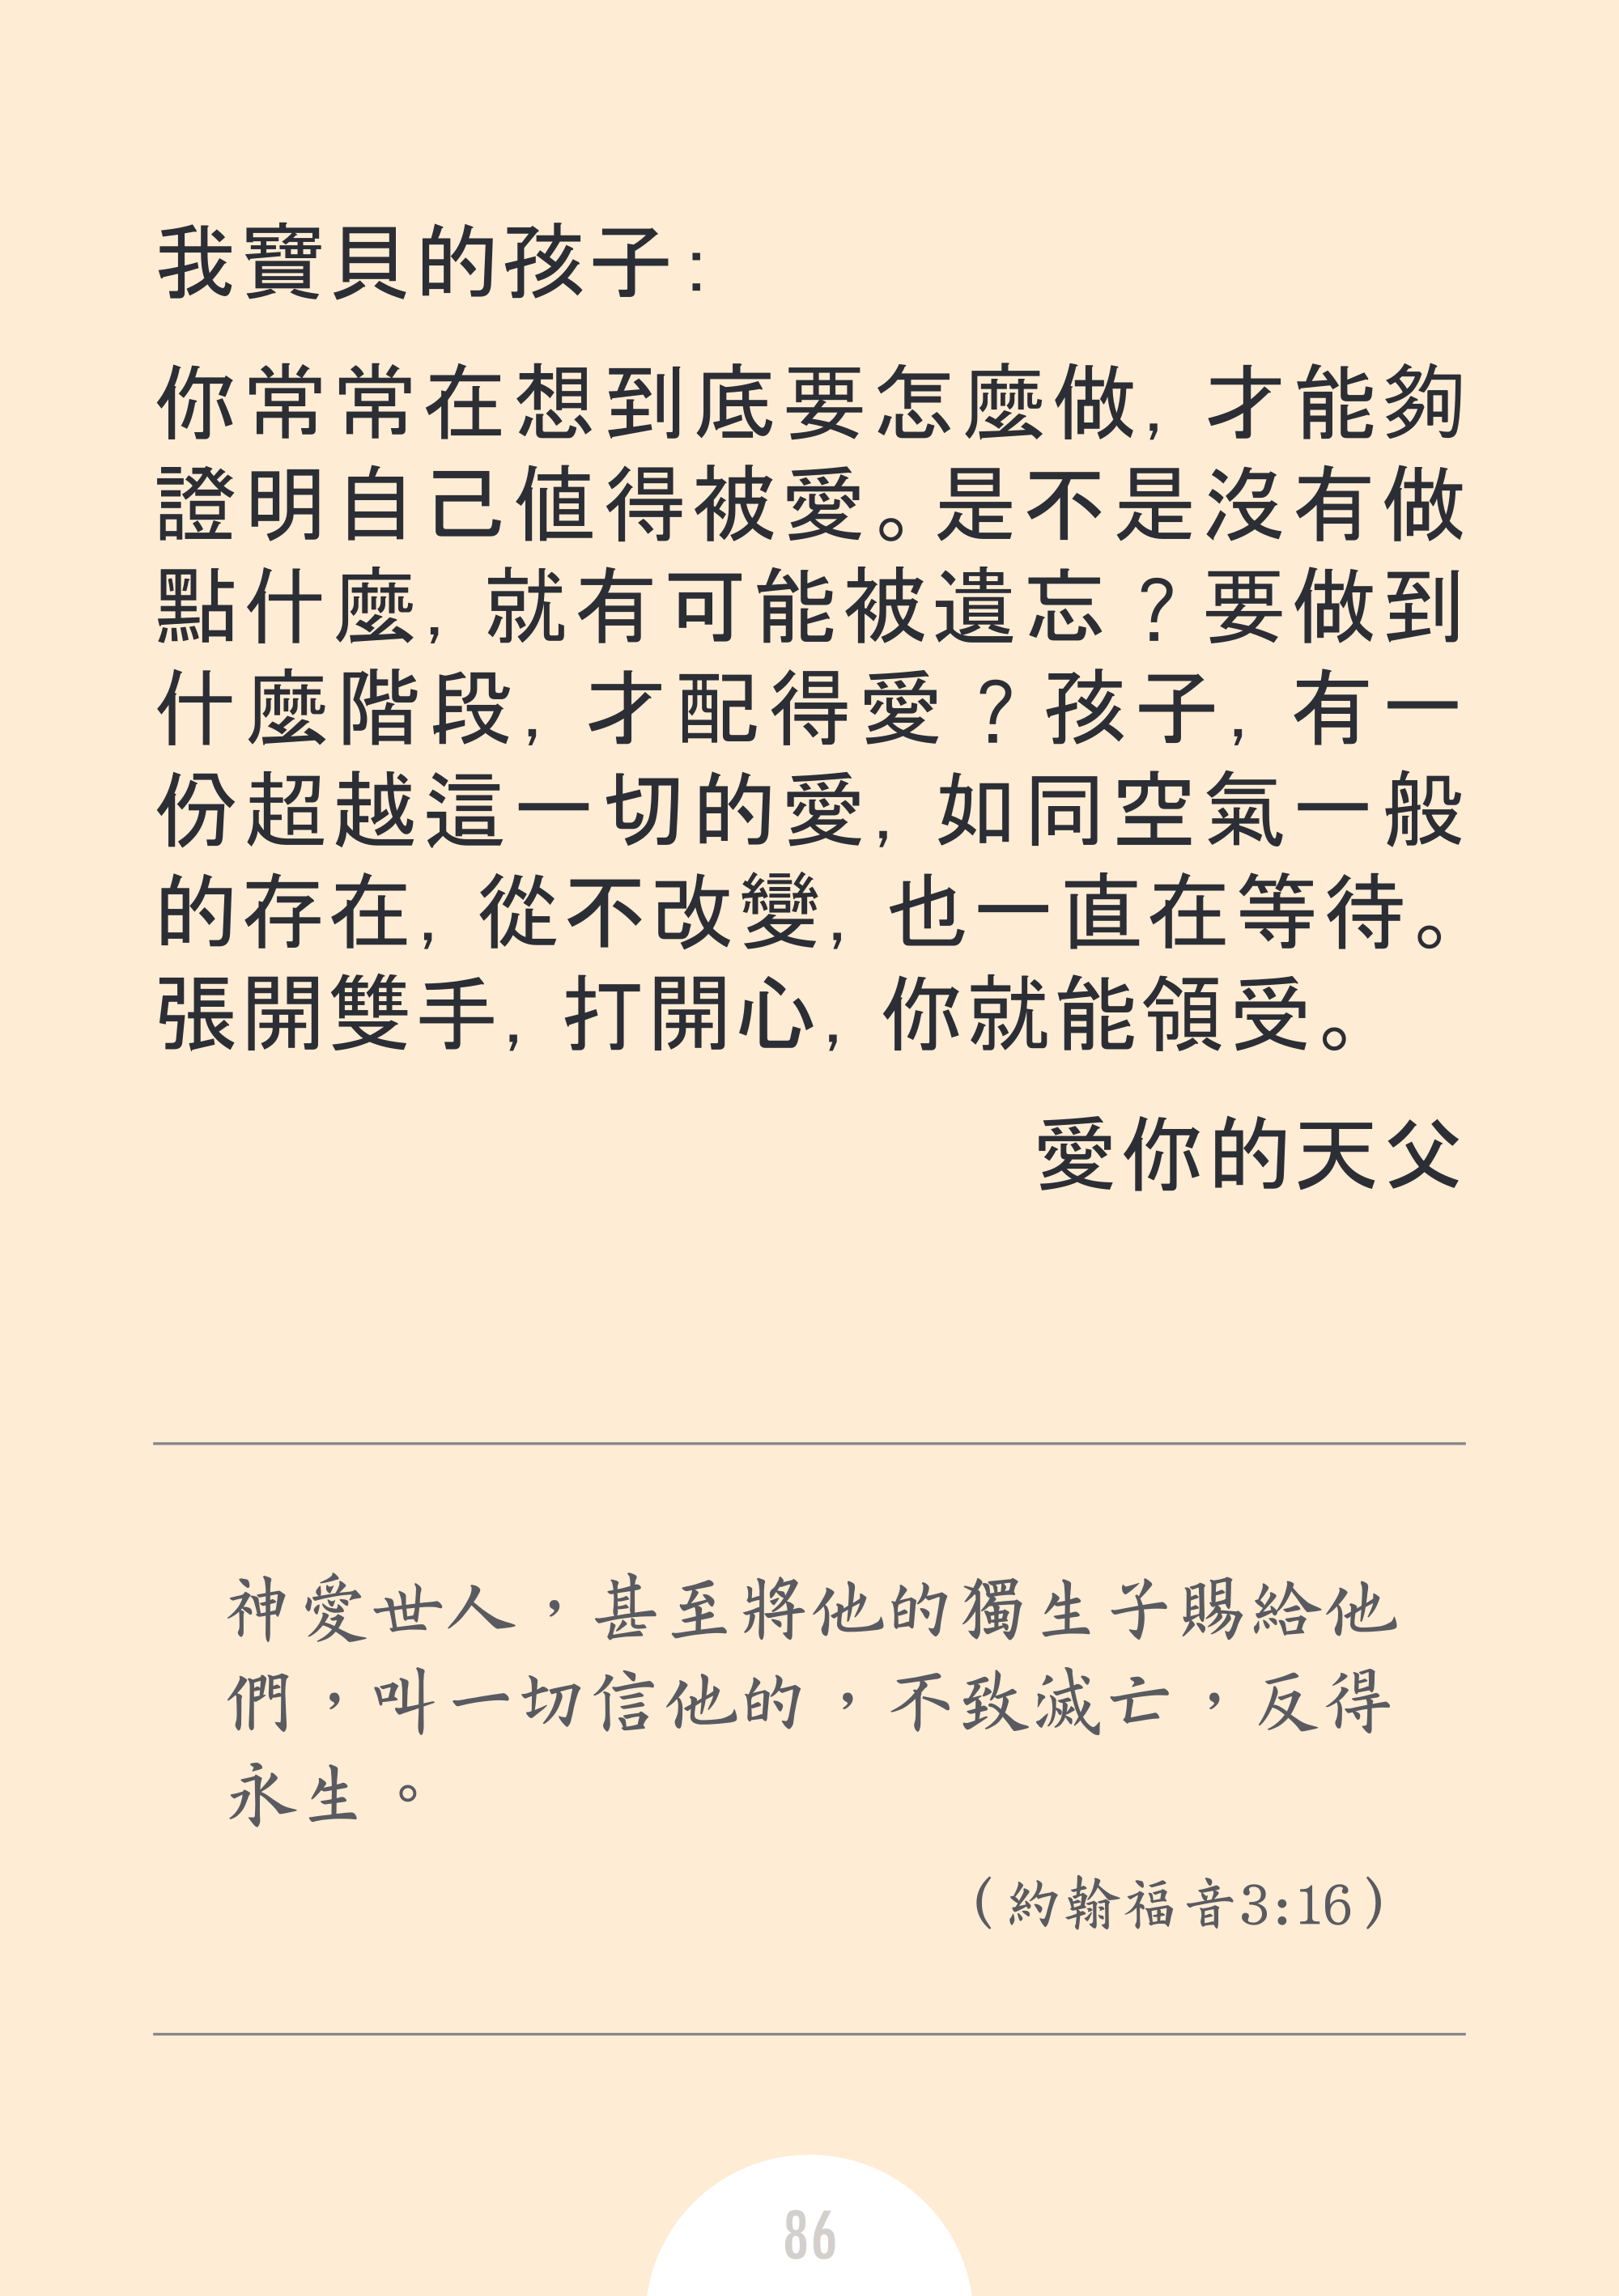 我寶貝的孩子：
你常常在想到底要怎麼做，才能夠
證明自己值得被愛。是不是沒有做
點什麼，就有可能被遺忘？要做到
什麼階段，才配得愛？孩子，有一
份超越這一切的愛，如同空氣一般
的存在，從不改變，也一直在等待。
張開雙手，打開心，你就能領受。
愛你的天父
神愛世人，甚至將他的獨生子賜給他
們，叫一切信他的，不致滅亡，反得
永生。
（約翰福音3:16）
86